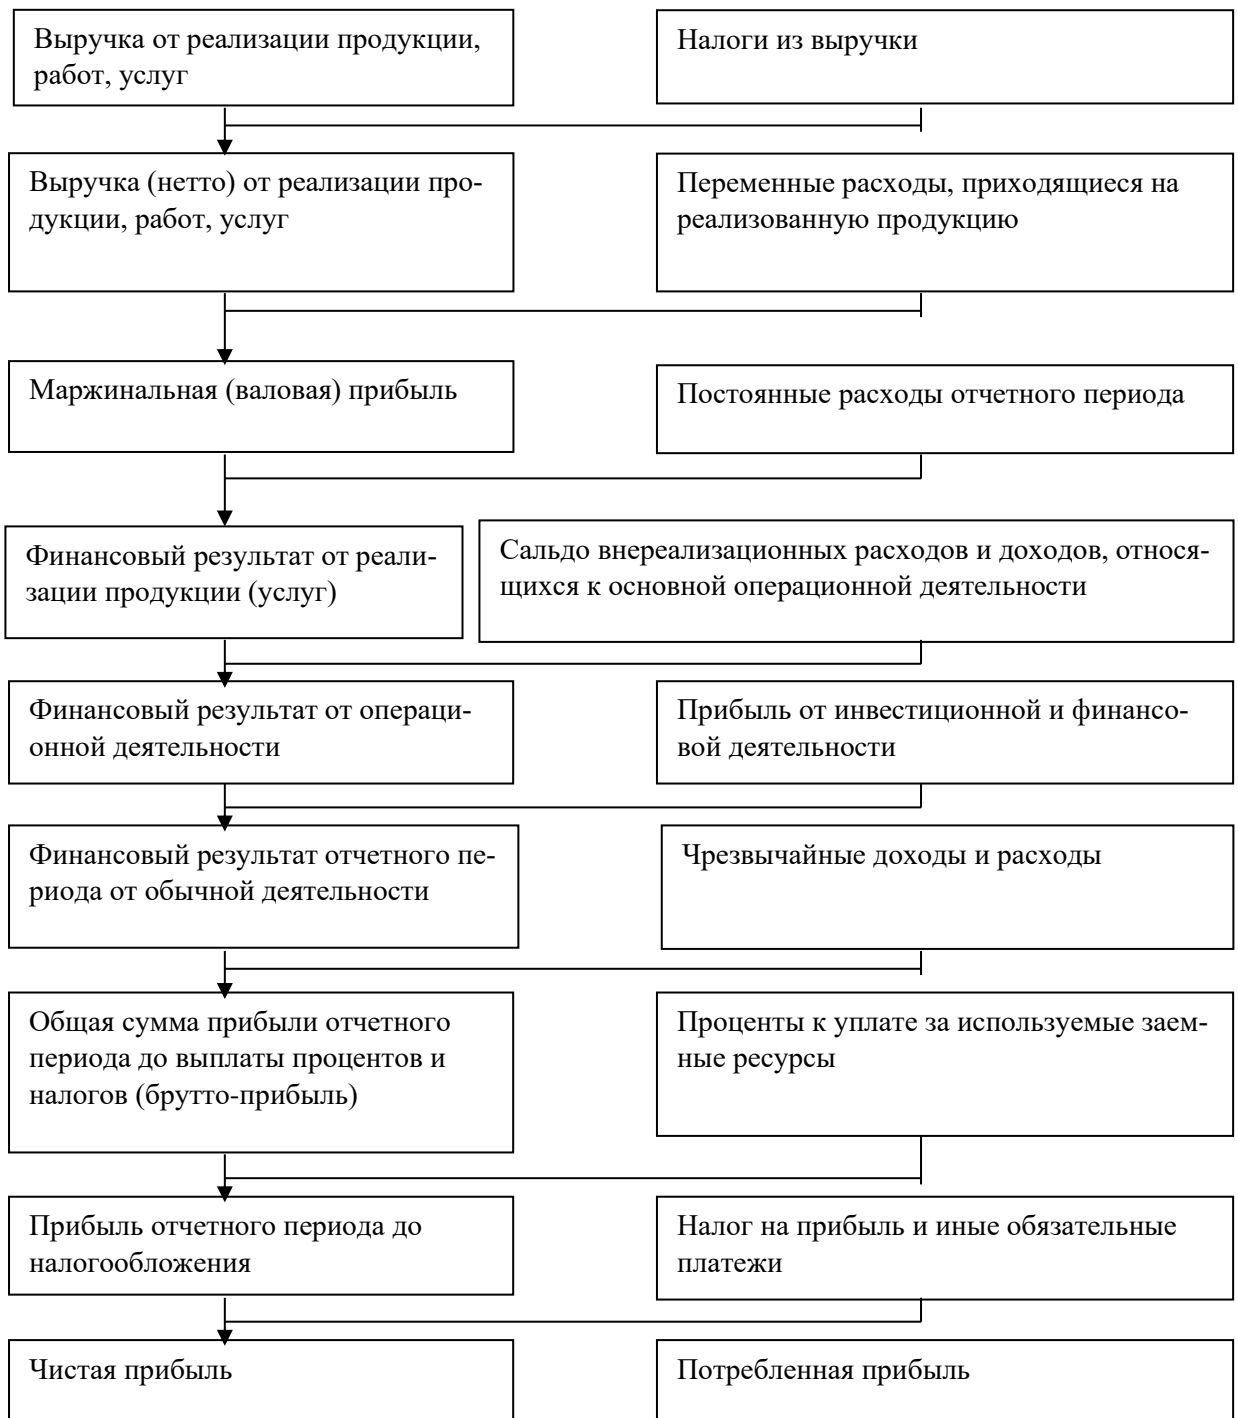 Выручка от реализации продукции,
работ, услуг
Налоги из выручки
Выручка (нетто) от реализации про-
дукции, работ, услуг
Переменные расходы, приходящиеся на
реализованную продукцию
Маржинальная (валовая) прибыль
Постоянные расходы отчетного периода
Финансовый результат от реали-
зации продукции (услуг)
Сальдо внереализационных расходов и доходов, относя-
щихся к основной операционной деятельности
Финансовый результат от операци-
онной деятельности
Прибыль от инвестиционной и финансо-
вой деятельности
Финансовый результат отчетного пе-
риода от обычной деятельности
Чрезвычайные доходы и расходы
Общая сумма прибыли отчетного
периода до выплаты процентов и
налогов (брутто-прибыль)
Проценты к уплате за используемые заем-
ные ресурсы
Прибыль отчетного периода до
налогообложения
Налог на прибыль и иные обязательные
платежи
Чистая прибыль
Потребленная прибыль